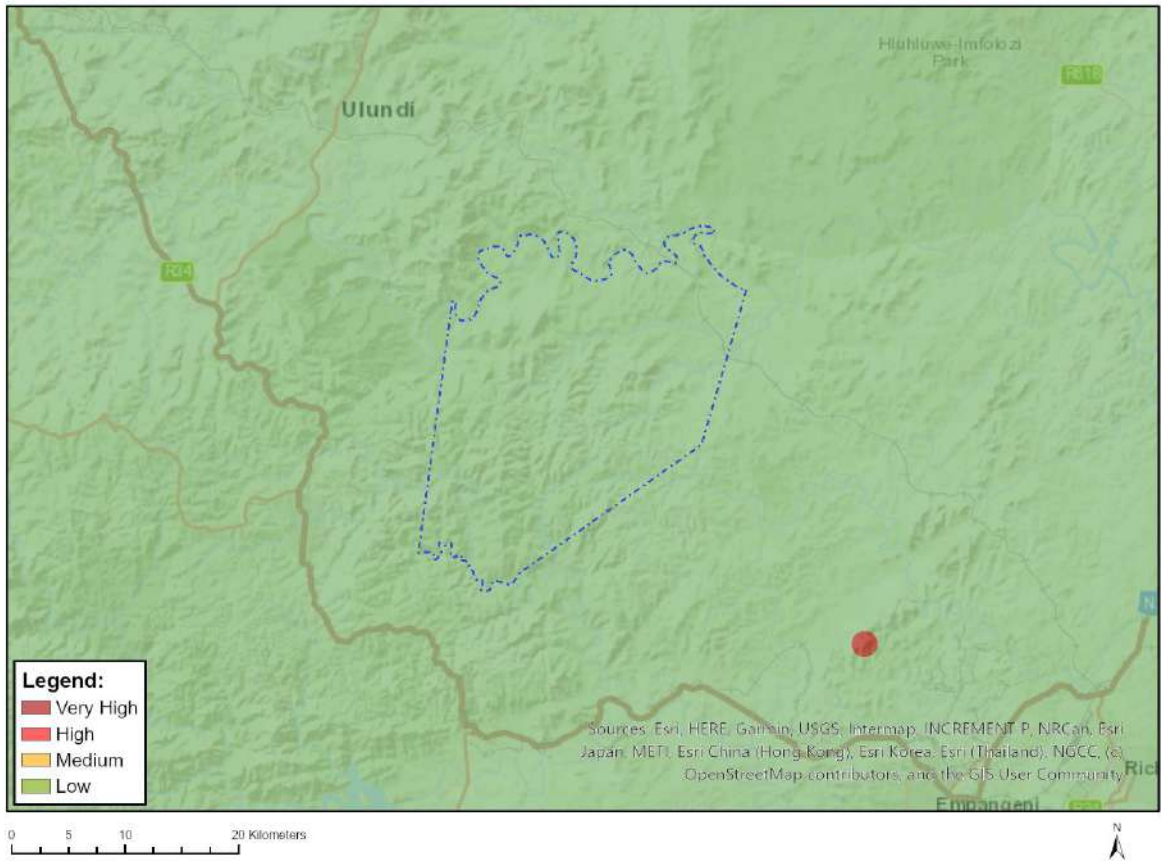 Hluhluwe-Imfolozi
Park
R618
Ulundi
R34
N
Legend:
Very High
High
Medium
Low
Sources: Esri, HERE, Garmin, USGS, Intermap, INCREMENT P, NRCan, Esri
Japan, METI, Esri China (Hong Kong), Esri Korea, Esri (Thailand), NGCC, (c)
OpenStreetMap contributors, and the GIS User Community
Rich
Empangeni
R34
0 5 10 20 Kilometers
N